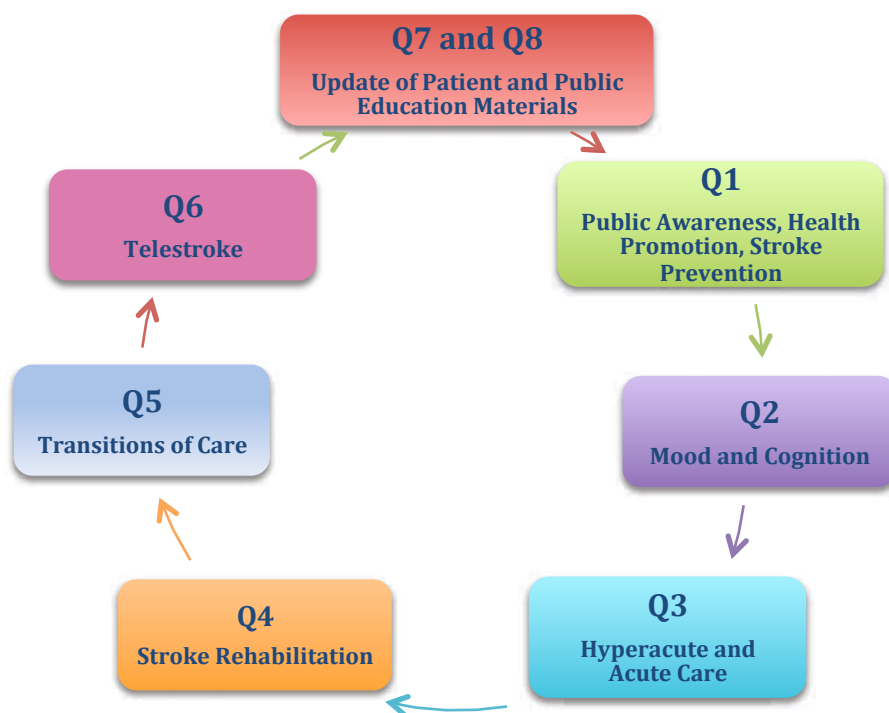 Q7 and Q8
Update of Patient and Public
Education Materials
Q1
Public Awareness, Health
Promotion, Stroke
Prevention
Q2
Mood and Cognition
Q3
Hyperacute and
Acute Care
Q4
Stroke Rehabilitation
Q5
Transitions of Care
Q6
Telestroke